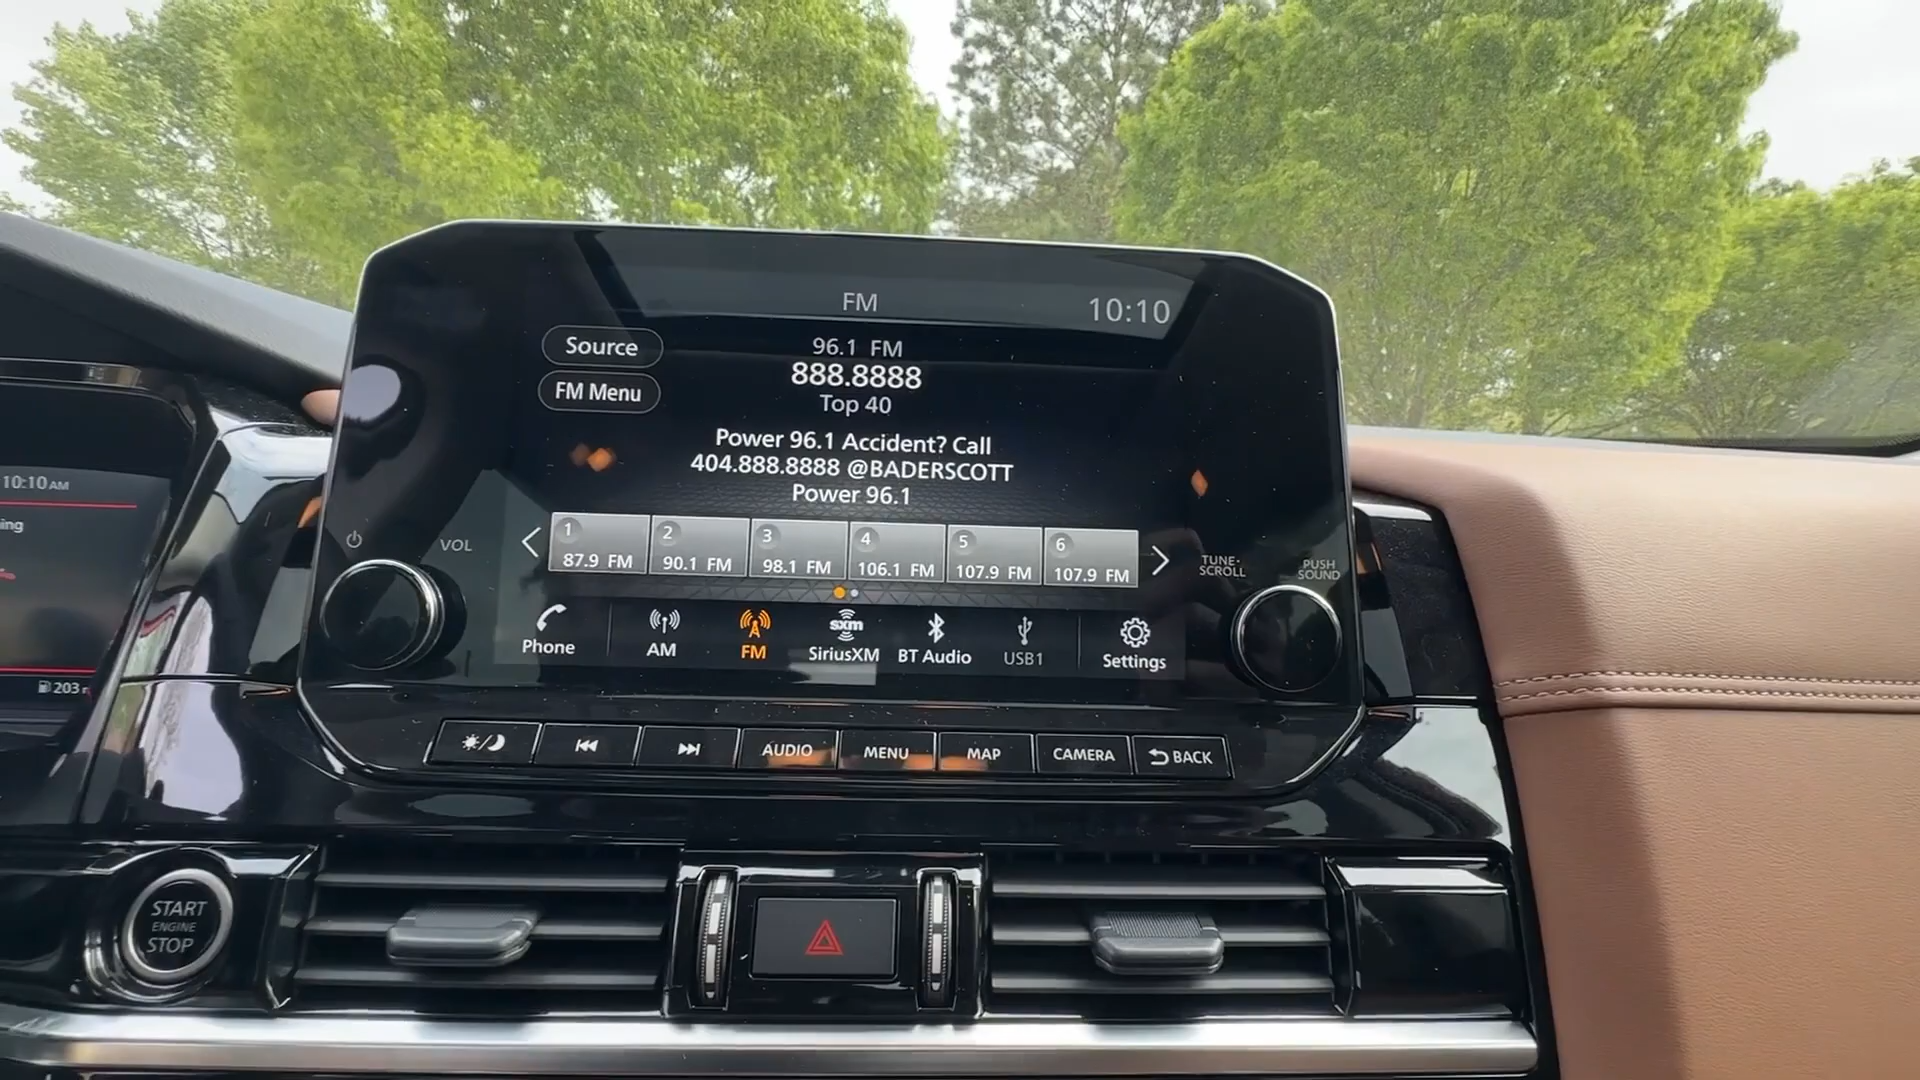 FM
10:10
Source
96.1 FM
888.8888
FM Menu
Top 40
Power 96.1 Accident? Call
404.888.8888 @BADERSCOTT
Power 96.1
10:10 AM
ing
VOL
1
2
3
4
5
6
87.9 FM
90.1 FM
98.1 FM
106.1 FM
107.9 FM
107.9 FM
TUNE·
SCROLL
PUSH
SOUND
Phone
AM
FM
sxm
SiriusXM
BT Audio
USB1
Settings
203
AUDIO
MENU
MAP
CAMERA
BACK
START
ENGINE
STOP